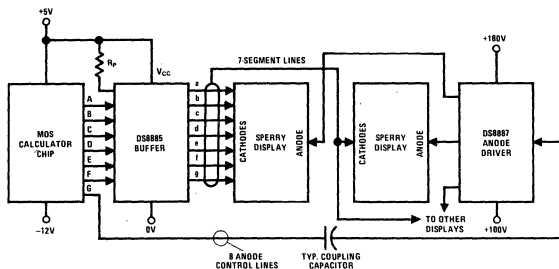 +5V
+180V
RP
VCC
7-SEGMENT LINES
MOS
CALCULATOR
CHIP
A
B
C
D
E
F
G
DS8885
BUFFER
a
b
c
d
e
f
g
CATHODES
SPERRY
DISPLAY
ANODE
CATHODES
SPERRY
DISPLAY
ANODE
DS8887
ANODE
DRIVER
−12V
0V
TO OTHER
DISPLAYS
+100V
8 ANODE
CONTROL LINES
TYP. COUPLING
CAPACITOR